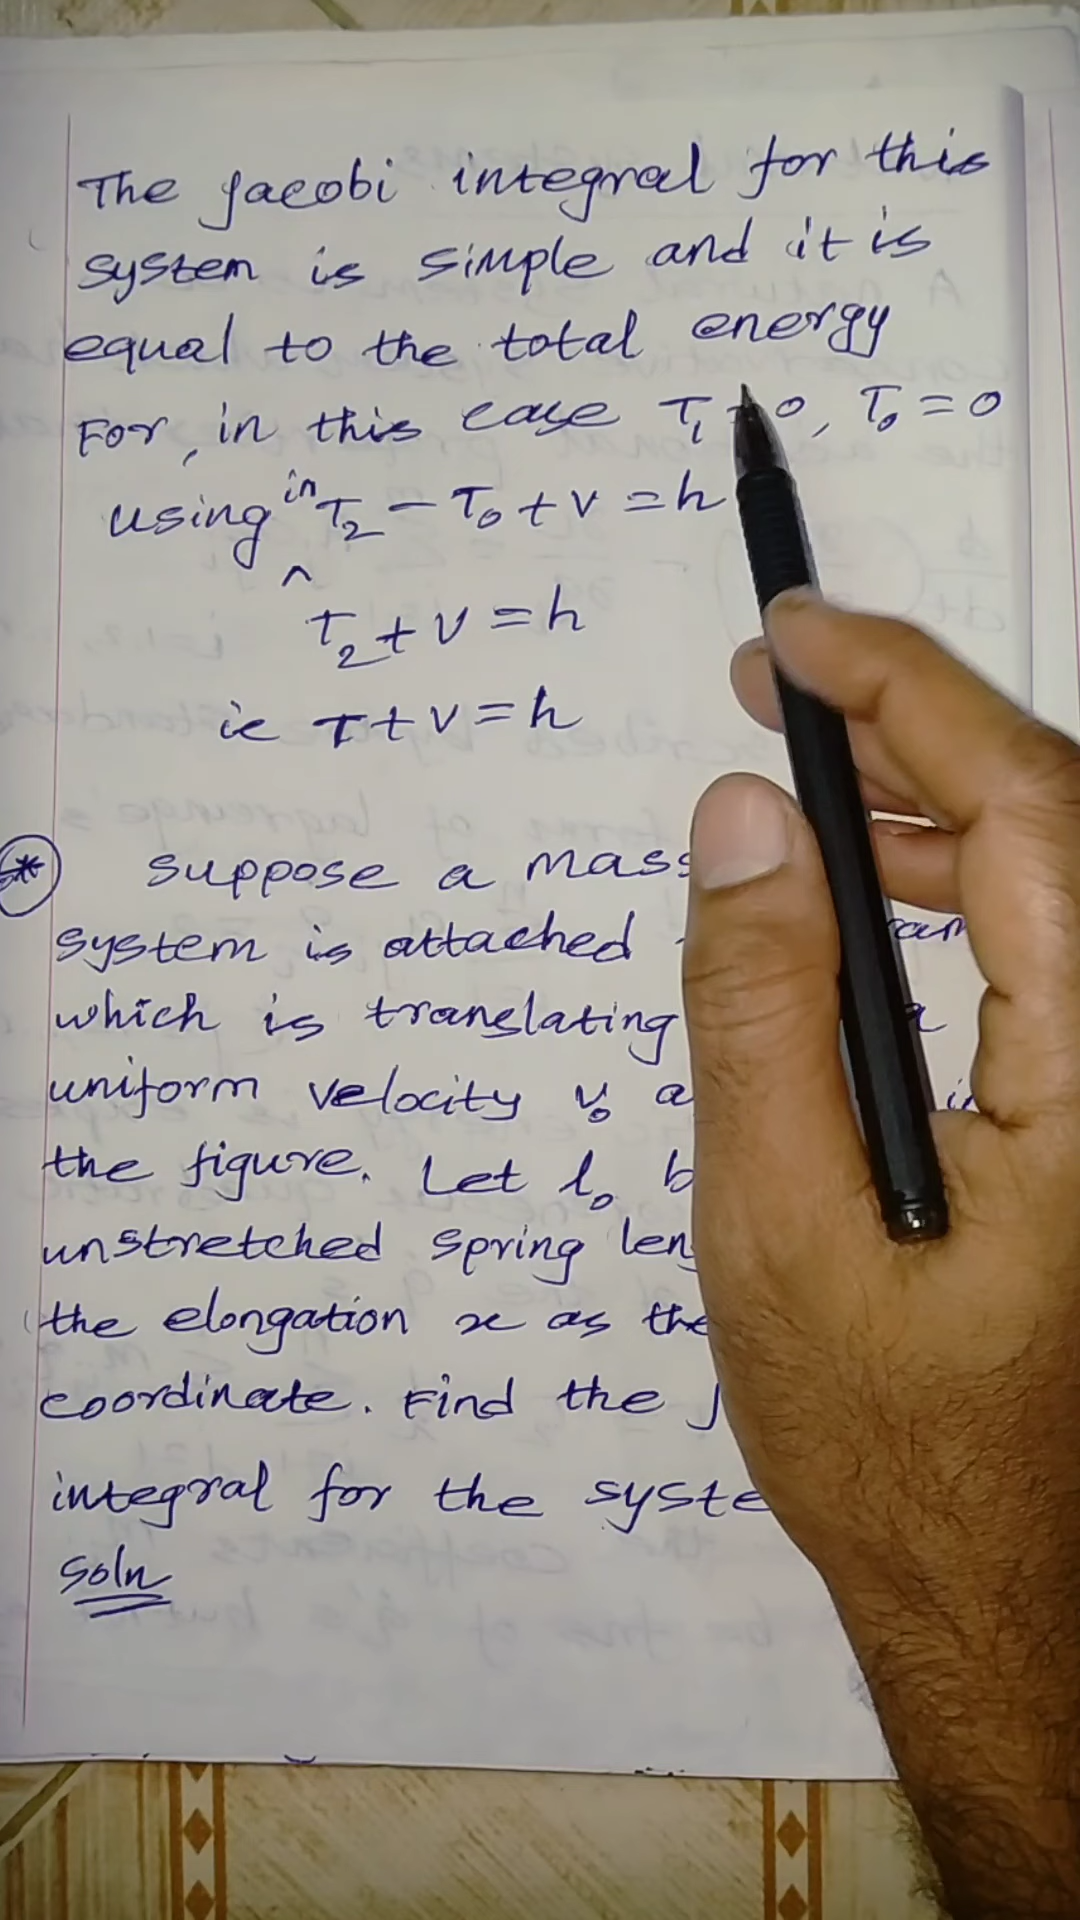 The Jacobi integral for this
system is simple and it is
equal to the total energy
For, in this case T₁ = 0, T₀ = 0
using in T₂ - T₀ + V = h
^
T₂ + V = h
ie T + V = h
* suppose a mass
system is attached
which is translating a
uniform velocity v₀
the figure. Let l₀
unstretched spring
the elongation x as the
coordinate. Find the
integral for the
Soln